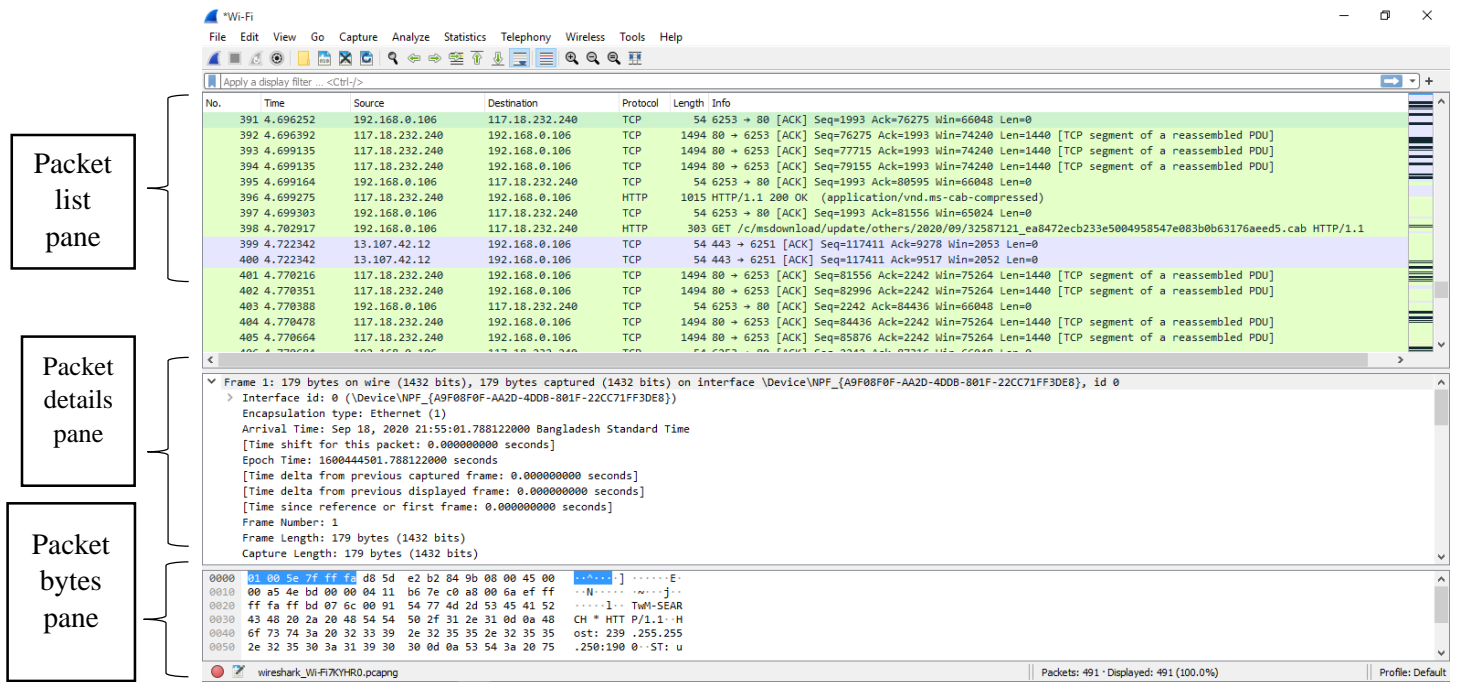 *Wi-Fi
File Edit View Go Capture Analyze Statistics Telephony Wireless Tools Help
Apply a display filter ... <Ctrl-/>
No. Time Source Destination Protocol Length Info
391 4.696252 192.168.0.106 117.18.232.240 TCP 54 6253 → 80 [ACK] Seq=1993 Ack=76275 Win=66048 Len=0
392 4.696392 117.18.232.240 192.168.0.106 TCP 1494 80 → 6253 [ACK] Seq=76275 Ack=1993 Win=74240 Len=1440 [TCP segment of a reassembled PDU]
393 4.699135 117.18.232.240 192.168.0.106 TCP 1494 80 → 6253 [ACK] Seq=77715 Ack=1993 Win=74240 Len=1440 [TCP segment of a reassembled PDU]
394 4.699135 117.18.232.240 192.168.0.106 TCP 1494 80 → 6253 [ACK] Seq=79155 Ack=1993 Win=74240 Len=1440 [TCP segment of a reassembled PDU]
395 4.699164 192.168.0.106 117.18.232.240 TCP 54 6253 → 80 [ACK] Seq=1993 Ack=80595 Win=66048 Len=0
396 4.699275 117.18.232.240 192.168.0.106 HTTP 1015 HTTP/1.1 200 OK (application/vnd.ms-cab-compressed)
397 4.699303 192.168.0.106 117.18.232.240 TCP 54 6253 → 80 [ACK] Seq=1993 Ack=81556 Win=65024 Len=0
398 4.702917 192.168.0.106 117.18.232.240 HTTP 303 GET /c/msdownload/update/others/2020/09/32587121_ea8472ecb233e5004958547e083b0b63176aeed5.cab HTTP/1.1
399 4.722342 13.107.42.12 192.168.0.106 TCP 54 443 → 6251 [ACK] Seq=117411 Ack=9278 Win=2053 Len=0
400 4.722342 13.107.42.12 192.168.0.106 TCP 54 443 → 6251 [ACK] Seq=117411 Ack=9517 Win=2052 Len=0
401 4.770216 117.18.232.240 192.168.0.106 TCP 1494 80 → 6253 [ACK] Seq=81556 Ack=2242 Win=75264 Len=1440 [TCP segment of a reassembled PDU]
402 4.770351 117.18.232.240 192.168.0.106 TCP 1494 80 → 6253 [ACK] Seq=82996 Ack=2242 Win=75264 Len=1440 [TCP segment of a reassembled PDU]
403 4.770388 192.168.0.106 117.18.232.240 TCP 54 6253 → 80 [ACK] Seq=2242 Ack=84436 Win=66048 Len=0
404 4.770478 117.18.232.240 192.168.0.106 TCP 1494 80 → 6253 [ACK] Seq=84436 Ack=2242 Win=75264 Len=1440 [TCP segment of a reassembled PDU]
405 4.770664 117.18.232.240 192.168.0.106 TCP 1494 80 → 6253 [ACK] Seq=85876 Ack=2242 Win=75264 Len=1440 [TCP segment of a reassembled PDU]
Packet
list
pane
Frame 1: 179 bytes on wire (1432 bits), 179 bytes captured (1432 bits) on interface \Device\NPF_{A9F08F0F-AA2D-4DDB-801F-22CC71FF3DE8}, id 0
Interface id: 0 (\Device\NPF_{A9F08F0F-AA2D-4DDB-801F-22CC71FF3DE8})
Encapsulation type: Ethernet (1)
Arrival Time: Sep 18, 2020 21:55:01.788122000 Bangladesh Standard Time
[Time shift for this packet: 0.000000000 seconds]
Epoch Time: 1600444501.788122000 seconds
[Time delta from previous captured frame: 0.000000000 seconds]
[Time delta from previous displayed frame: 0.000000000 seconds]
[Time since reference or first frame: 0.000000000 seconds]
Frame Number: 1
Frame Length: 179 bytes (1432 bits)
Capture Length: 179 bytes (1432 bits)
Packet
details
pane
0000 01 00 5e 7f ff fa d8 5d e2 b2 84 9b 08 00 45 00 ··^····] ······E·
0010 00 a5 4e bd 00 00 04 11 b6 7e c0 a8 00 6a ef ff ··N····· ·~···j··
0020 ff fa ff bd 07 6c 00 91 54 77 4d 2d 53 45 41 52 ·····l·· TwM-SEAR
0030 43 48 20 2a 20 48 54 54 50 2f 31 2e 31 0d 0a 48 CH * HTT P/1.1··H
0040 6f 73 74 3a 20 32 33 39 2e 32 35 35 2e 32 35 35 ost: 239 .255.255
0050 2e 32 35 30 3a 31 39 30 30 0d 0a 53 54 3a 20 75 .250:190 0··ST: u
Packet
bytes
pane
wireshark_Wi-Fi7KYHR0.pcapng
Packets: 491 · Displayed: 491 (100.0%)
Profile: Default